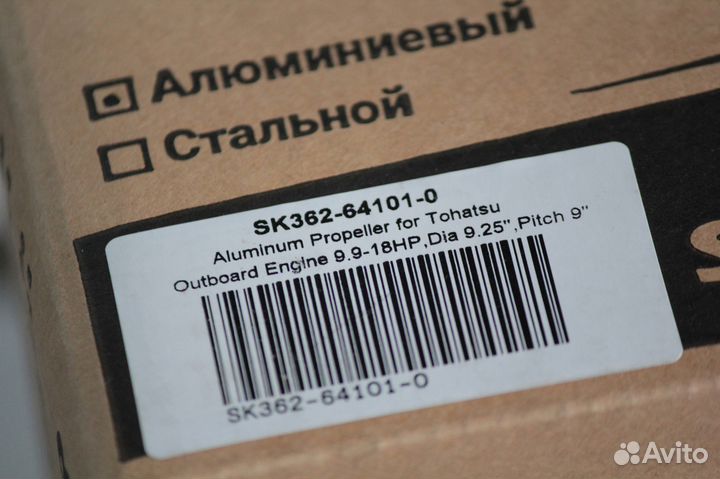 Алюминиевый
Стальной
SK362-64101-0
Aluminum Propeller for Tohatsu
Outboard Engine 9.9-18HP,Dia 9.25",Pitch 9"
SK362-64101-0
Avito